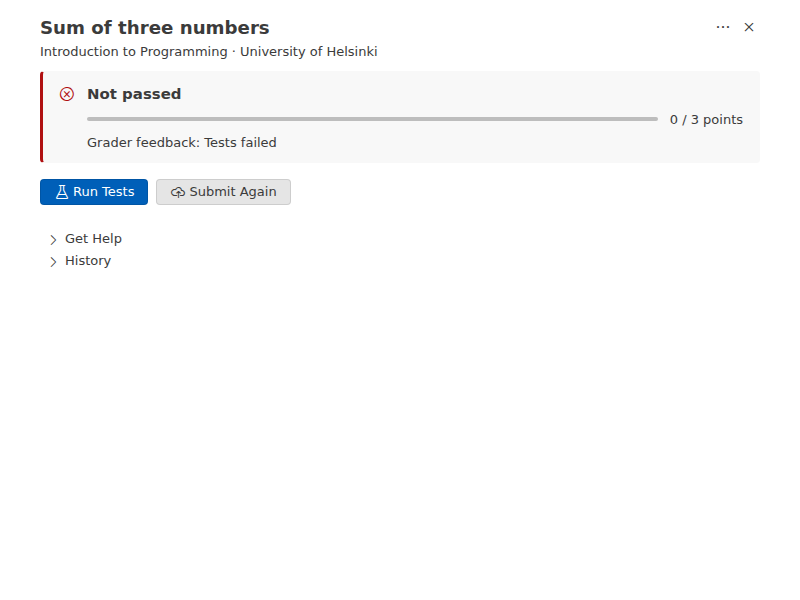 Sum of three numbers
Introduction to Programming · University of Helsinki
Not passed
0 / 3 points
Grader feedback: Tests failed
Run Tests
Submit Again
Get Help
History